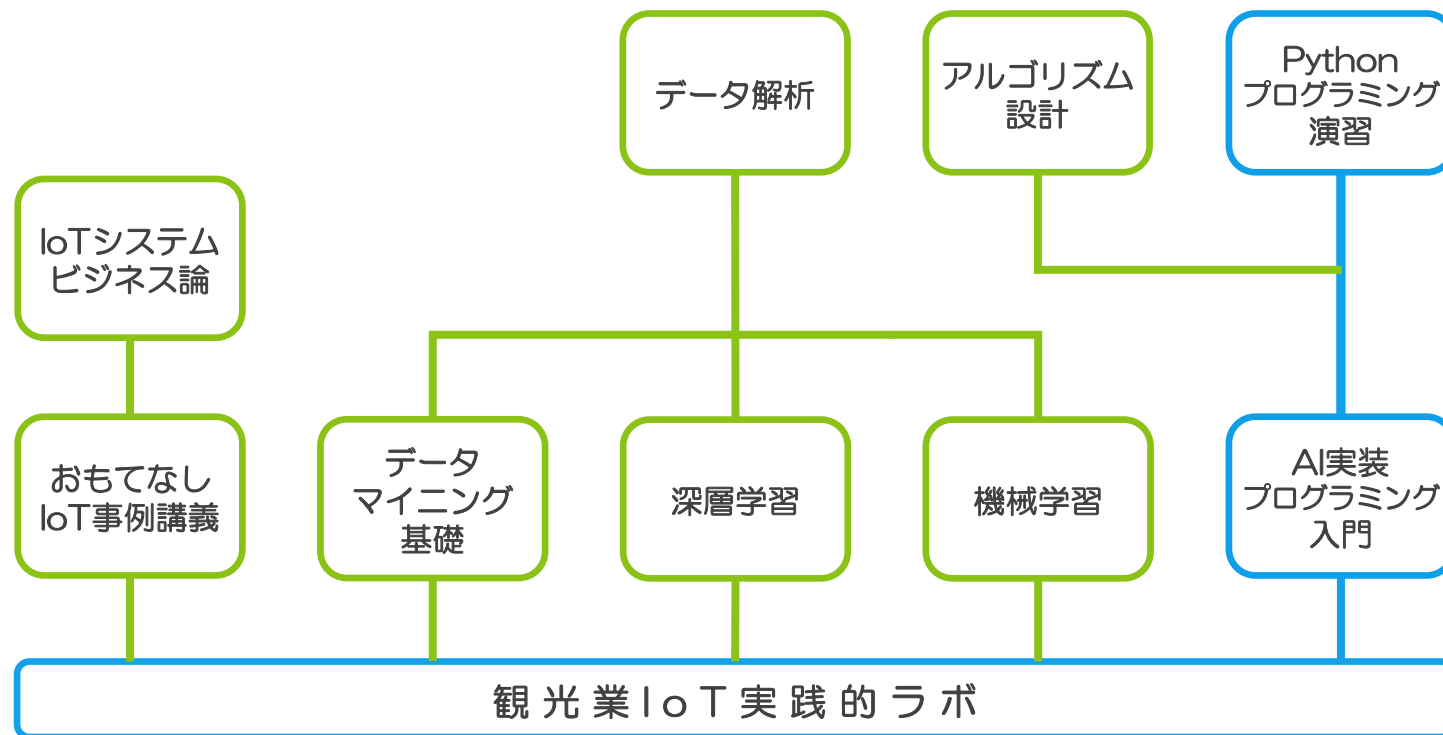 データ解析
アルゴリズム
設計
Python
プログラミング
演習
IoTシステム
ビジネス論
おもてなし
IoT事例講義
データ
マイニング
基礎
深層学習
機械学習
AI実装
プログラミング
入門
観光業IoT実践的ラボ